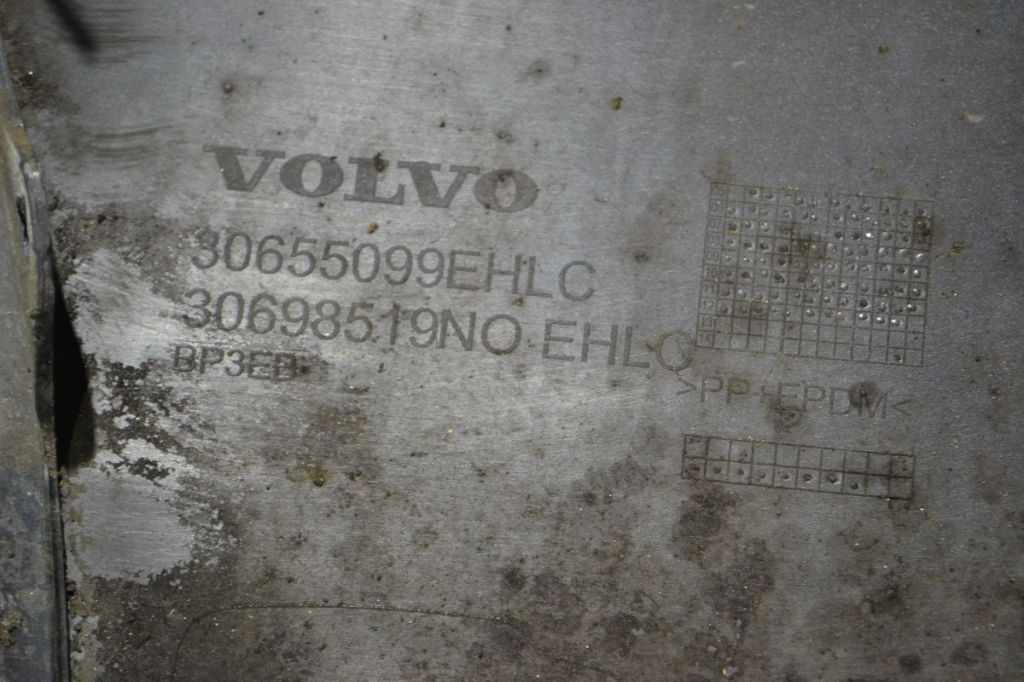 VOLVO
30655099EHLC
30698519NO EHLC
BP3EB
>PP+EPDM<